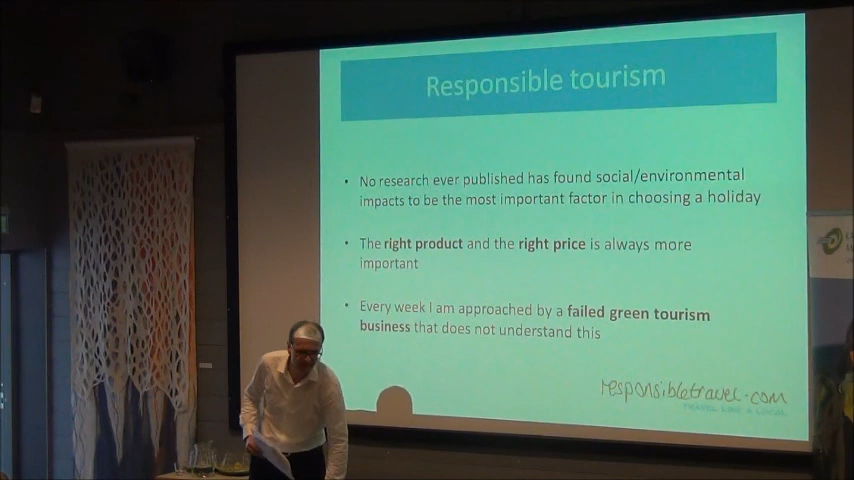 Responsible tourism
• No research ever published has found social/environmental
impacts to be the most important factor in choosing a holiday
• The right product and the right price is always more
important
• Every week I am approached by a failed green tourism
business that does not understand this
responsibletravel.com
TRAVEL LIKE A LOCAL